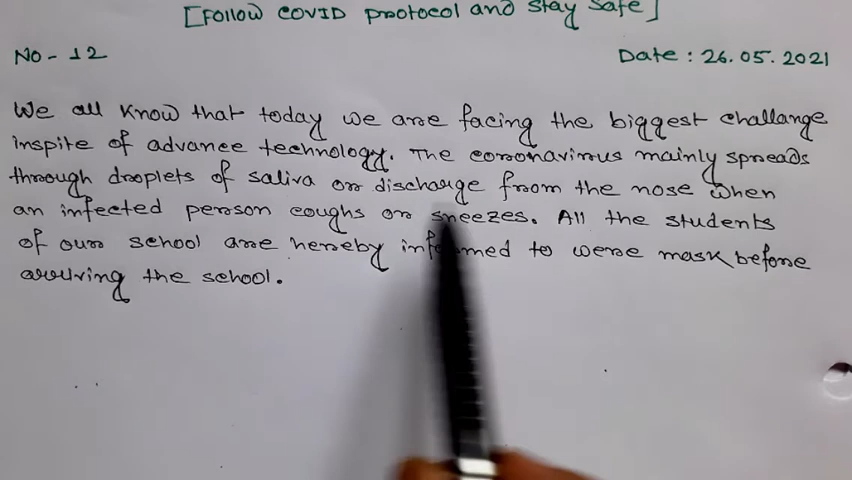 [Follow COVID protocol and stay safe]
No - 12
Date : 26.05.2021
We all know that today we are facing the biggest challange
inspite of advance technology. The coronavirus mainly spreads
through droplets of saliva or discharge from the nose when
an infected person coughs or sneezes. All the students
of our school are hereby informed to were mask before
arriving the school.